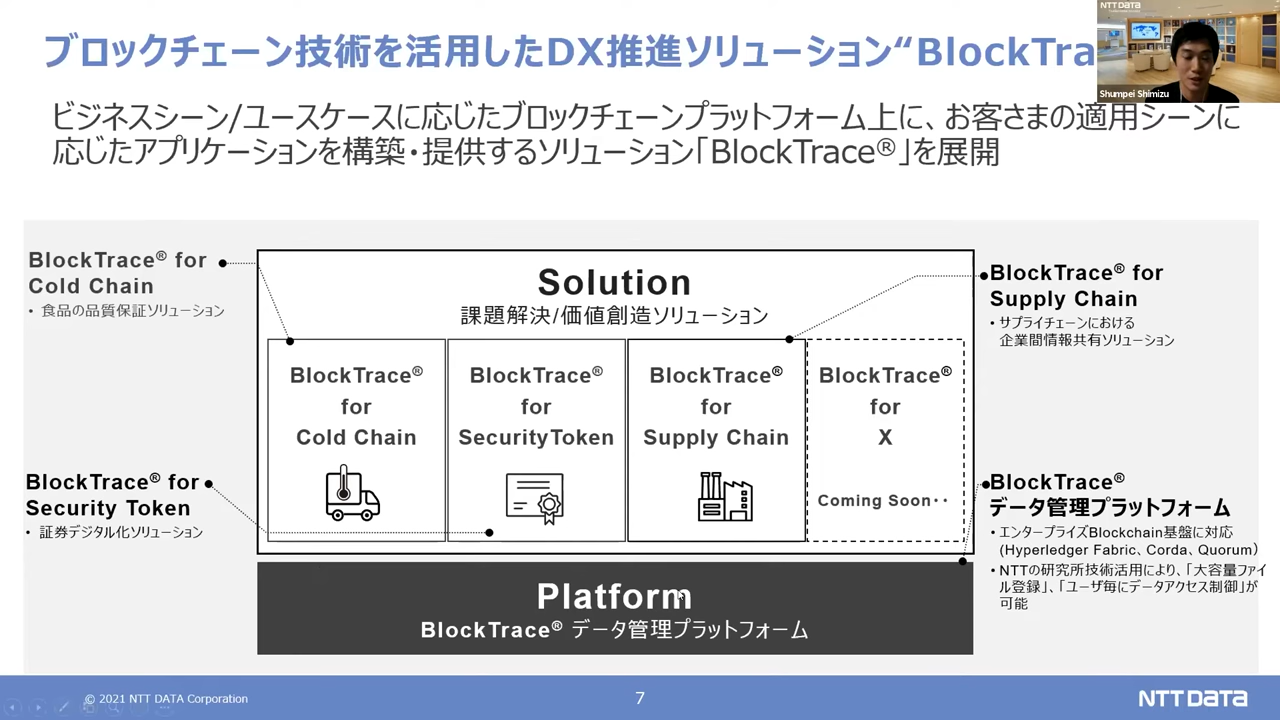 ブロックチェーン技術を活用したDX推進ソリューション“BlockTra
NTT DATA
Shumpei Shimizu
ビジネスシーン/ユースケースに応じたブロックチェーンプラットフォーム上に、お客さまの適用シーンに
応じたアプリケーションを構築・提供するソリューション「BlockTrace®」を展開
BlockTrace® for
Cold Chain
• 食品の品質保証ソリューション
BlockTrace® for
Security Token
• 証券デジタル化ソリューション
Solution
課題解決/価値創造ソリューション
BlockTrace®
for
Cold Chain
BlockTrace®
for
SecurityToken
BlockTrace®
for
Supply Chain
BlockTrace®
for
X
Coming Soon・・
Platform
BlockTrace® データ管理プラットフォーム
BlockTrace® for
Supply Chain
• サプライチェーンにおける
企業間情報共有ソリューション
BlockTrace®
データ管理プラットフォーム
• エンタープライズBlockchain基盤に対応
(Hyperledger Fabric、Corda、Quorum)
• NTTの研究所技術活用により、「大容量ファイ
ル登録」、「ユーザ毎にデータアクセス制御」が
可能
© 2021 NTT DATA Corporation
7
NTT DATA